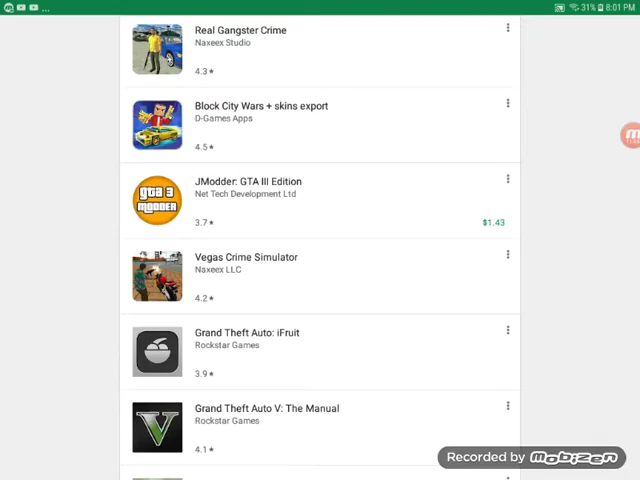 ... 31% 8:01 PM
Real Gangster Crime
Naxeex Studio
4.3★
Block City Wars + skins export
D-Games Apps
4.5★
gta 3
MODDER
JModder: GTA III Edition
Net Tech Development Ltd
3.7★
$1.43
Vegas Crime Simulator
Naxeex LLC
4.2★
Grand Theft Auto: iFruit
Rockstar Games
3.9★
V
Grand Theft Auto V: The Manual
Rockstar Games
4.1★
Recorded by Mobizen